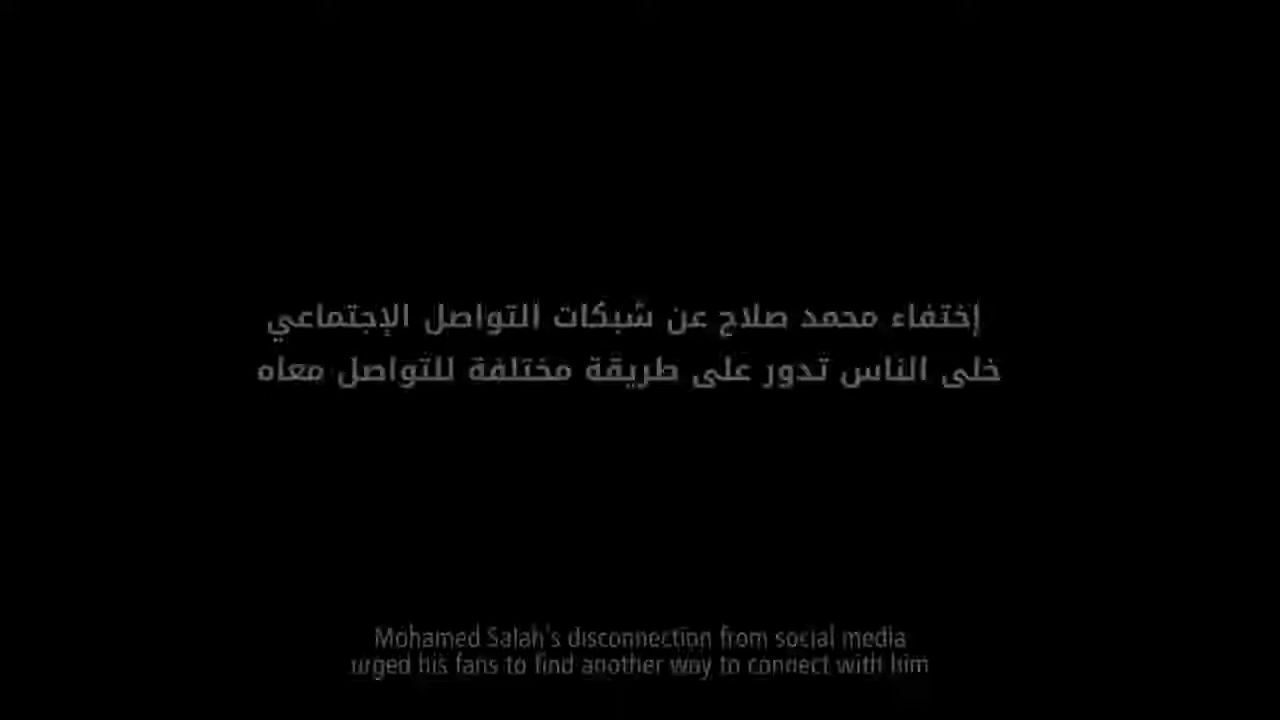 إختفاء محمد صلاح عن شبكات التواصل الإجتماعي
خلى الناس تدور على طريقة مختلفة للتواصل معاه
Mohamed Salah's disconnection from social media
urged his fans to find another way to connect with him